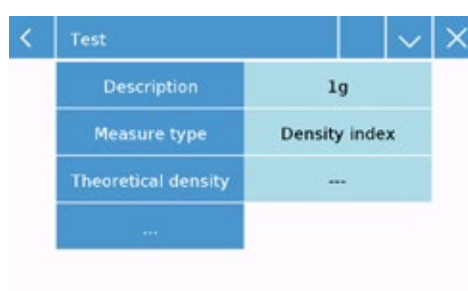 Test
Description 1g
Measure type Density index
Theoretical density ---
...